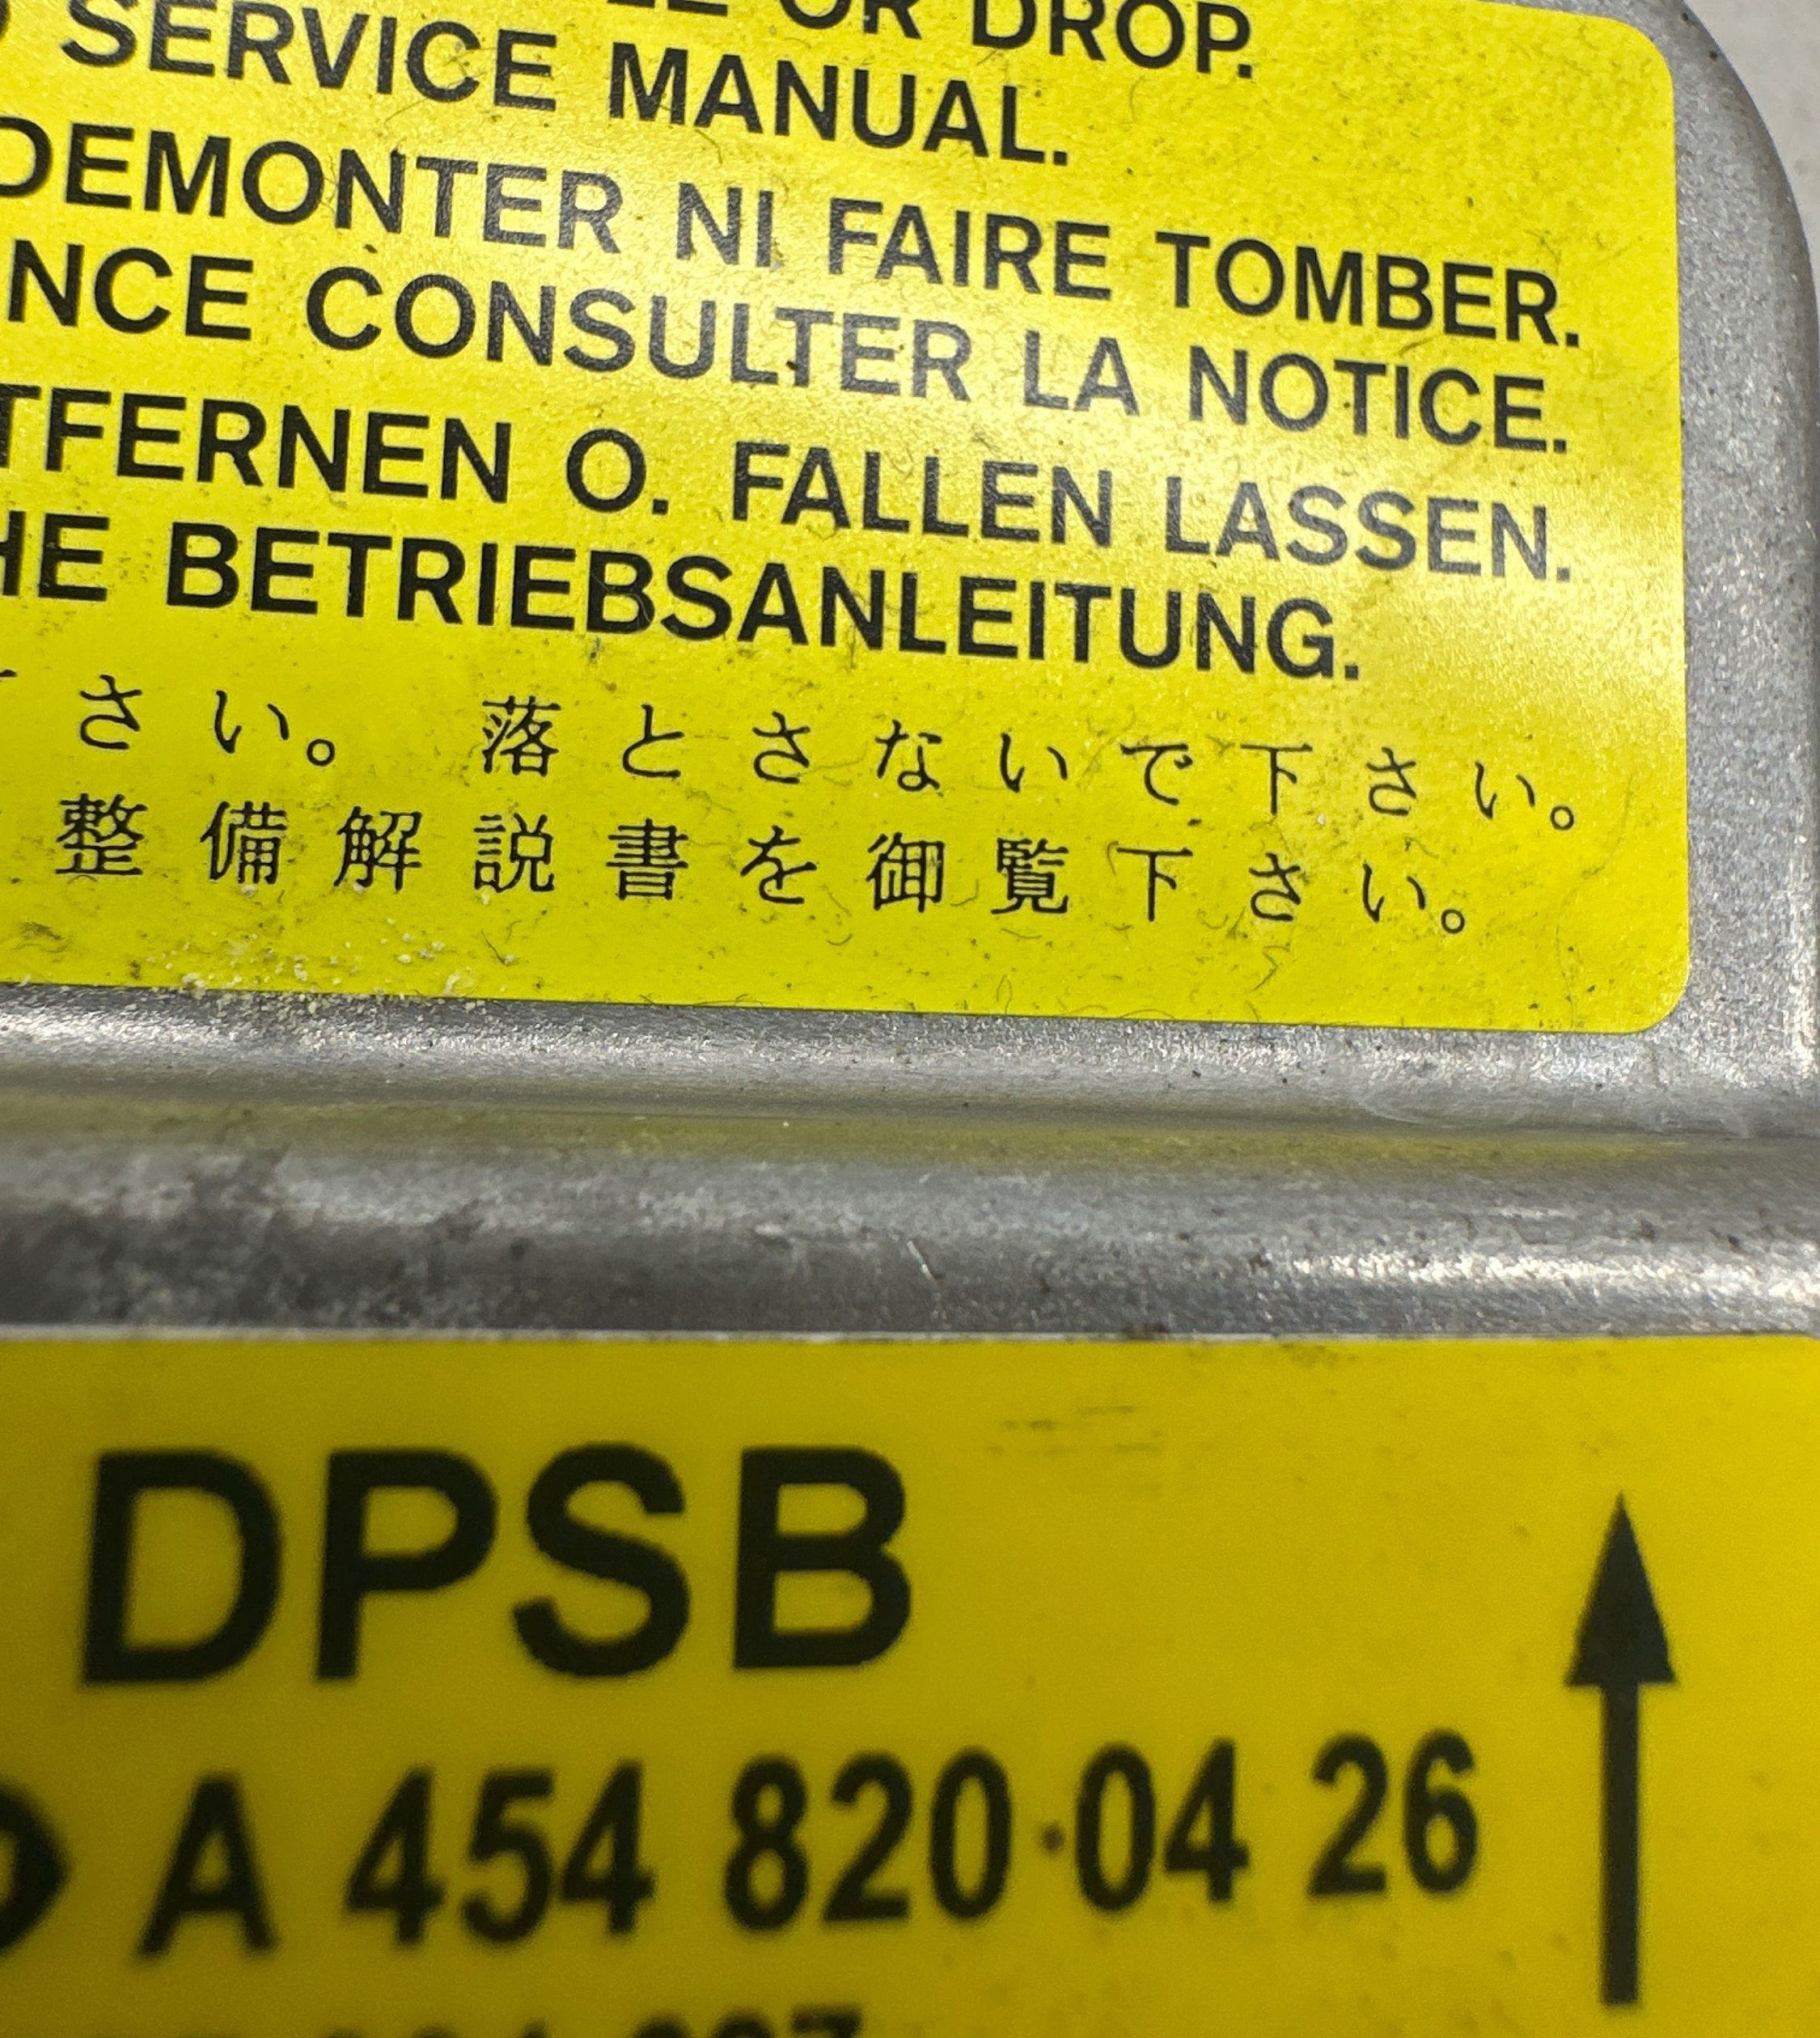 OR DROP.
SERVICE MANUAL.
DEMONTER NI FAIRE TOMBER.
NCE CONSULTER LA NOTICE.
TFERNEN O. FALLEN LASSEN.
HE BETRIEBSANLEITUNG.
さい。 落とさないで下さい。
整備解説書を御覧下さい。
DPSB
A 454 820 04 26